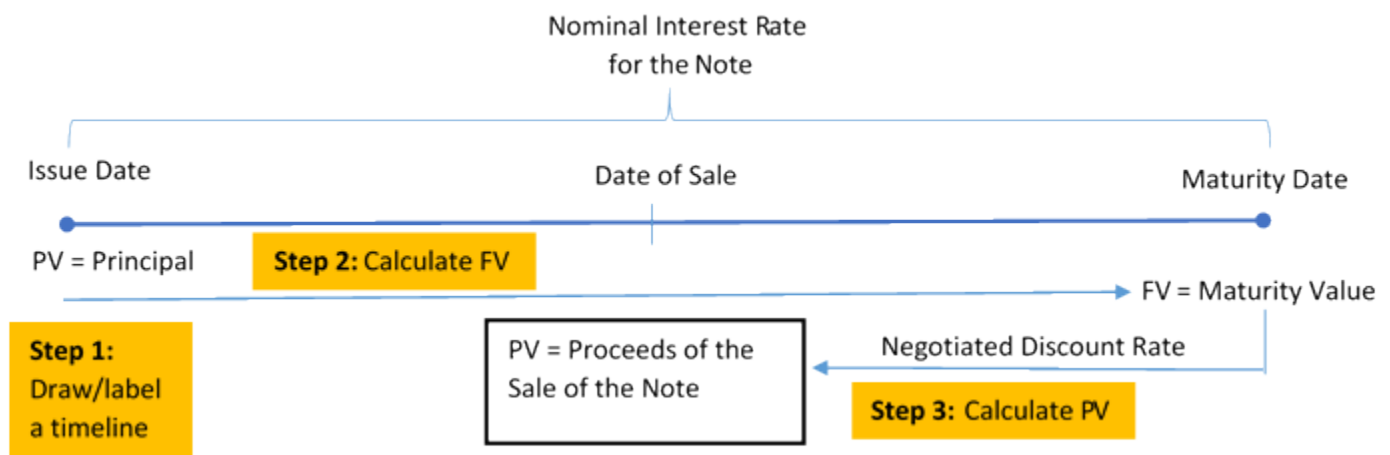 Nominal Interest Rate
for the Note
Issue Date
Date of Sale
Maturity Date
PV = Principal
Step 2: Calculate FV
FV = Maturity Value
Step 1:
Draw/label
a timeline
PV = Proceeds of the
Sale of the Note
Negotiated Discount Rate
Step 3: Calculate PV